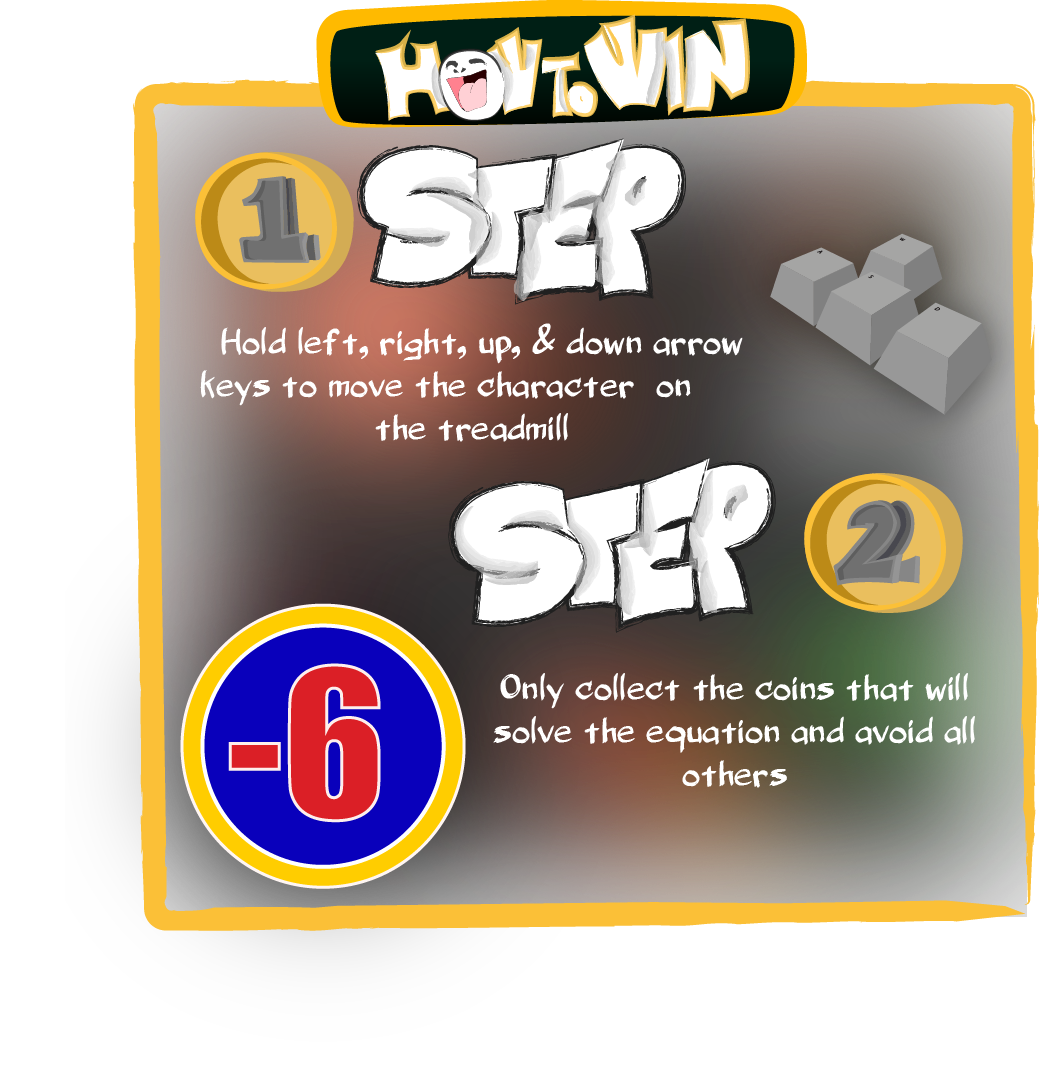 HOW To WIN
1.
STEP
Hold left, right, up, & down arrow
keys to move the character on
the treadmill
STEP
2.
Only collect the coins that will
solve the equation and avoid all
others
-6